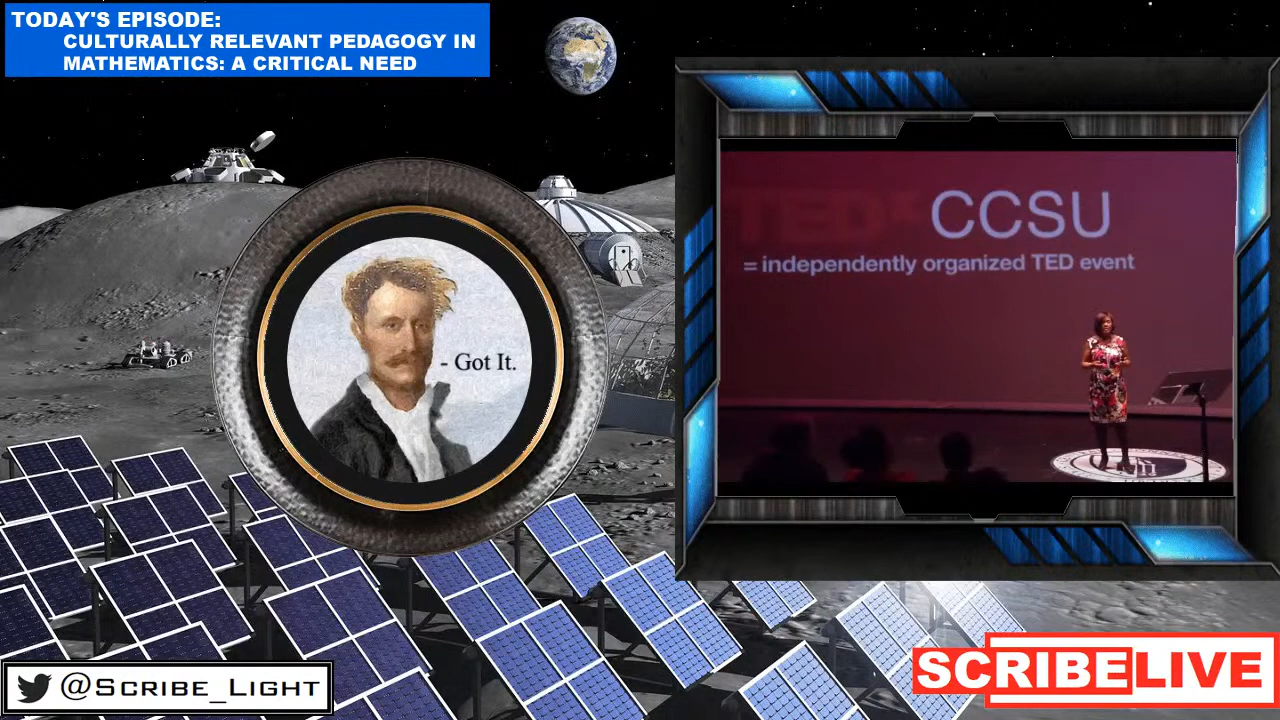 TODAY'S EPISODE:
CULTURALLY RELEVANT PEDAGOGY IN
MATHEMATICS: A CRITICAL NEED
TEDx CCSU
= independently organized TED event
- Got It.
@SCRIBE_LIGHT
SCRIBELIVE